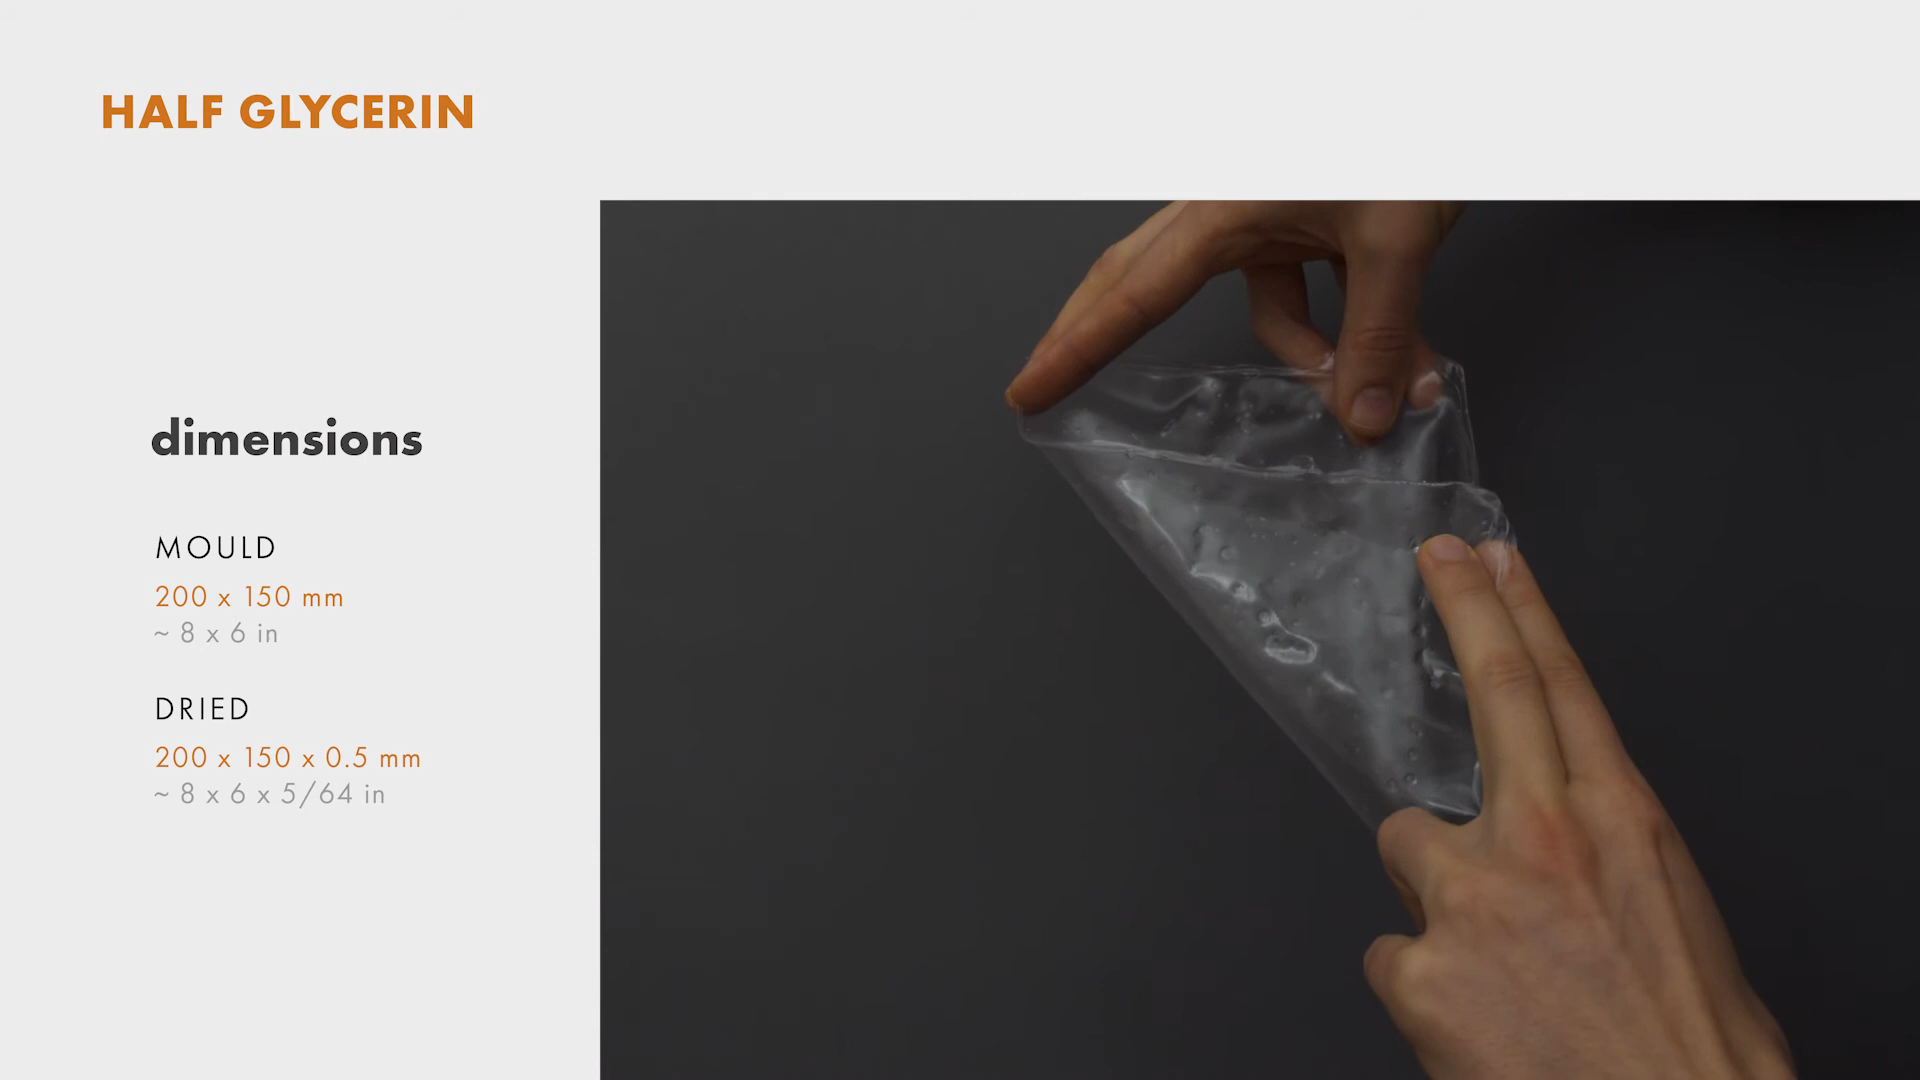 HALF GLYCERIN
dimensions
MOULD
200 x 150 mm
~ 8 x 6 in
DRIED
200 x 150 x 0.5 mm
~ 8 x 6 x 5/64 in